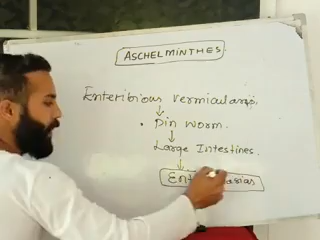 ASCHELMINTHES
Enteribious vermicularis.
• Pin worm.
Large Intestines.